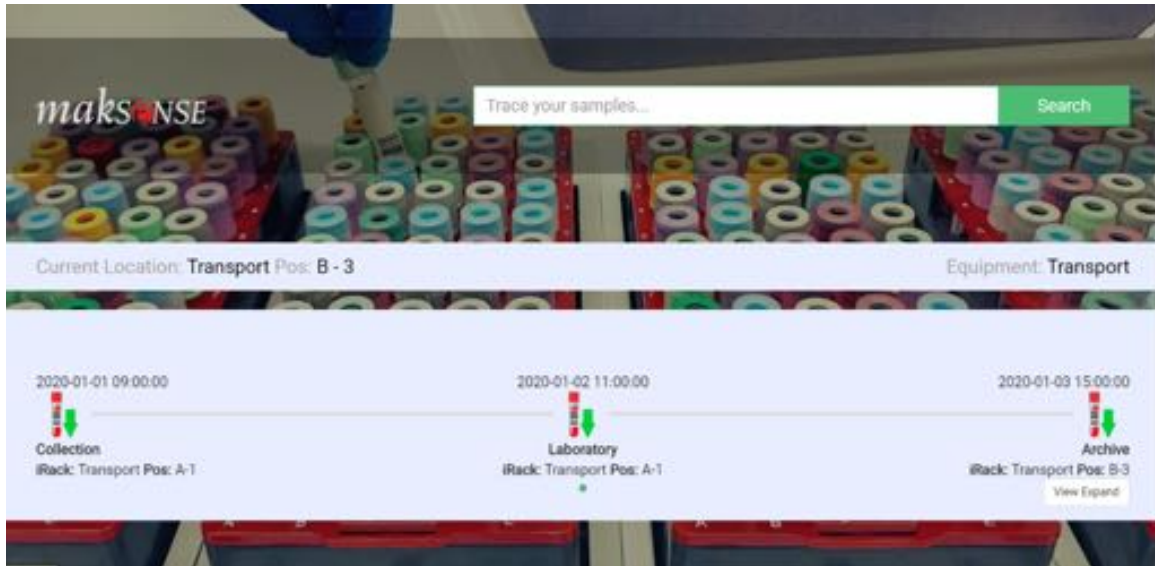 makSeNSE
Trace your samples...
Search
Current Location: Transport Pos: B - 3
Equipment: Transport
2020-01-01 09:00:00
2020-01-02 11:00:00
2020-01-03 15:00:00
Collection
Laboratory
Archive
iRack: Transport Pos: A-1
iRack: Transport Pos: A-1
iRack: Transport Pos: B-3
View Expand